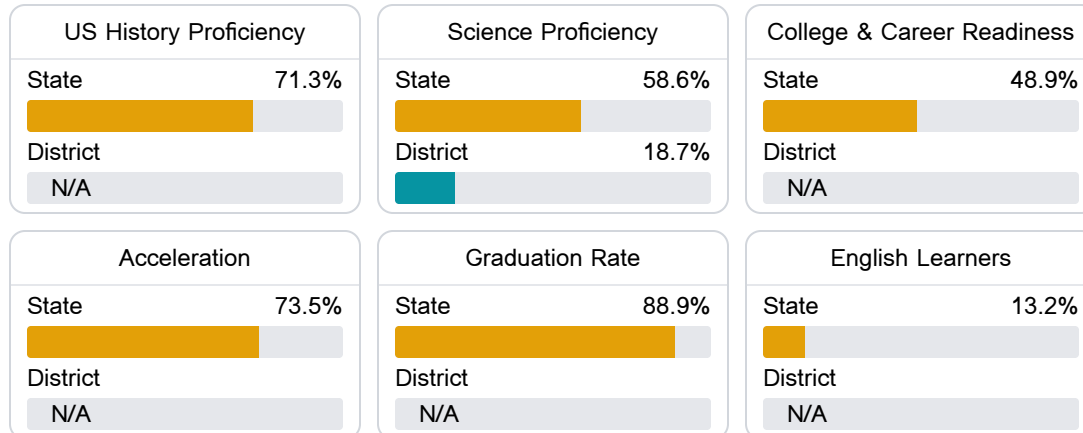 US History Proficiency
State 71.3%
District
N/A
Science Proficiency
State 58.6%
District 18.7%
College & Career Readiness
State 48.9%
District
N/A
Acceleration
State 73.5%
District
N/A
Graduation Rate
State 88.9%
District
N/A
English Learners
State 13.2%
District
N/A